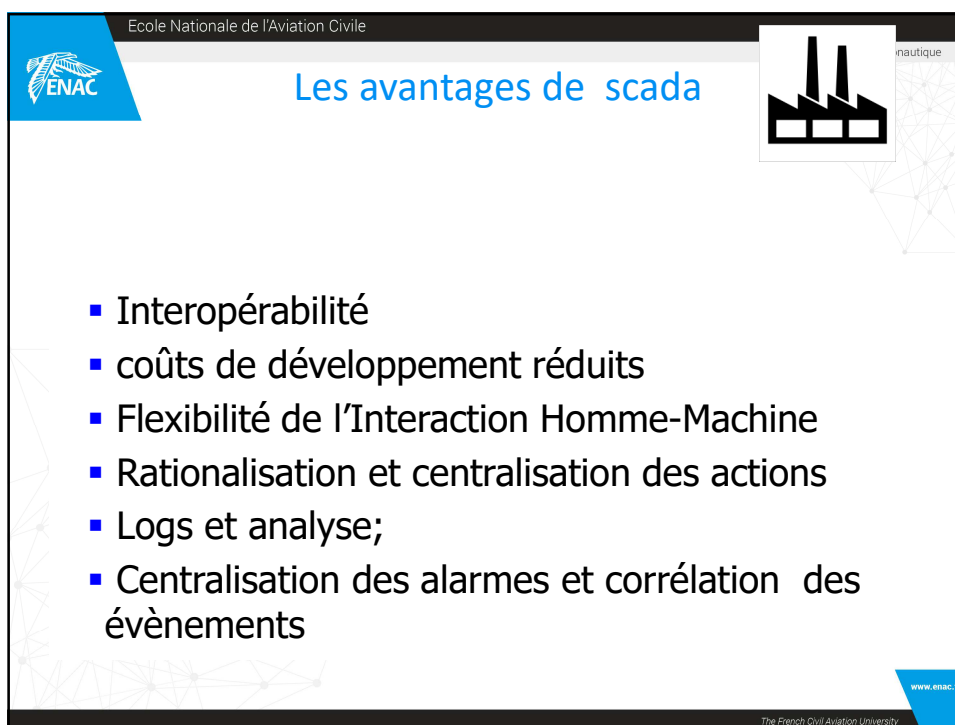 Ecole Nationale de l'Aviation Civile
nautique
ENAC
Les avantages de scada
Interopérabilité
coûts de développement réduits
Flexibilité de l'Interaction Homme-Machine
Rationalisation et centralisation des actions
Logs et analyse;
Centralisation des alarmes et corrélation des
évènements
www.enac.
The French Civil Aviation University